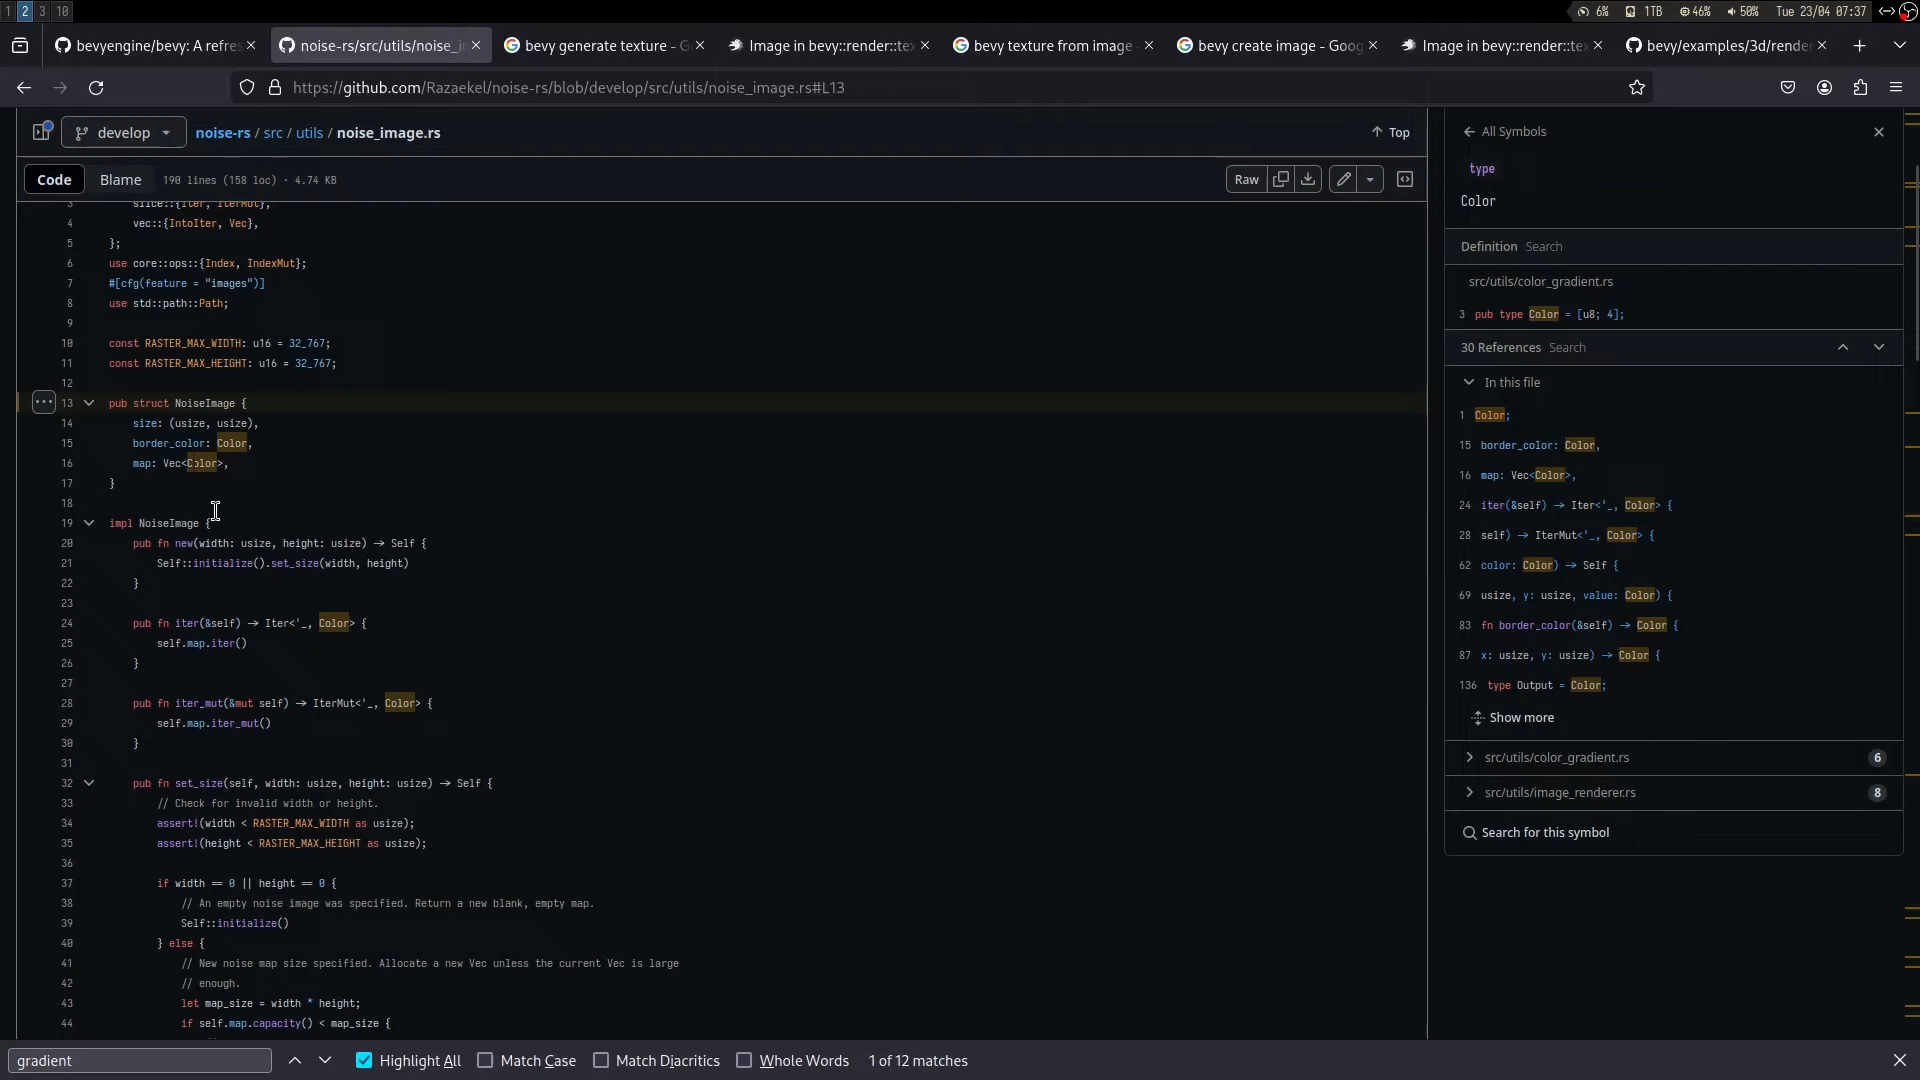 1 2 3 10
6% 1TB 46% 50% Tue 23/04 07:37
bevyengine/bevy: A refres
noise-rs/src/utils/noise_i
bevy generate texture - G
Image in bevy::render::te
bevy texture from image
bevy create image - Goog
Image in bevy::render::te
bevy/examples/3d/render
https://github.com/Razaekel/noise-rs/blob/develop/src/utils/noise_image.rs#L13
develop
noise-rs / src / utils / noise_image.rs
Top
Code Blame 190 lines (158 loc) · 4.74 KB
Raw
3 slice::{Iter, IterMut},
4 vec::{IntoIter, Vec},
5 };
6 use core::ops::{Index, IndexMut};
7 #[cfg(feature = "images")]
8 use std::path::Path;
9
10 const RASTER_MAX_WIDTH: u16 = 32_767;
11 const RASTER_MAX_HEIGHT: u16 = 32_767;
12
13 pub struct NoiseImage {
14 size: (usize, usize),
15 border_color: Color,
16 map: Vec<Color>,
17 }
18
19 impl NoiseImage {
20 pub fn new(width: usize, height: usize) -> Self {
21 Self::initialize().set_size(width, height)
22 }
23
24 pub fn iter(&self) -> Iter<'_, Color> {
25 self.map.iter()
26 }
27
28 pub fn iter_mut(&mut self) -> IterMut<'_, Color> {
29 self.map.iter_mut()
30 }
31
32 pub fn set_size(self, width: usize, height: usize) -> Self {
33 // Check for invalid width or height.
34 assert!(width < RASTER_MAX_WIDTH as usize);
35 assert!(height < RASTER_MAX_HEIGHT as usize);
36
37 if width == 0 || height == 0 {
38 // An empty noise image was specified. Return a new blank, empty map.
39 Self::initialize()
40 } else {
41 // New noise map size specified. Allocate a new Vec unless the current Vec is large
42 // enough.
43 let map_size = width * height;
44 if self.map.capacity() < map_size {
All Symbols
type
Color
Definition Search
src/utils/color_gradient.rs
3 pub type Color = [u8; 4];
30 References Search
In this file
1 Color;
15 border_color: Color,
16 map: Vec<Color>,
24 iter(&self) -> Iter<'_, Color> {
28 self) -> IterMut<'_, Color> {
62 color: Color) -> Self {
69 usize, y: usize, value: Color) {
83 fn border_color(&self) -> Color {
87 x: usize, y: usize) -> Color {
136 type Output = Color;
Show more
src/utils/color_gradient.rs 6
src/utils/image_renderer.rs 8
Search for this symbol
gradient Highlight All Match Case Match Diacritics Whole Words 1 of 12 matches